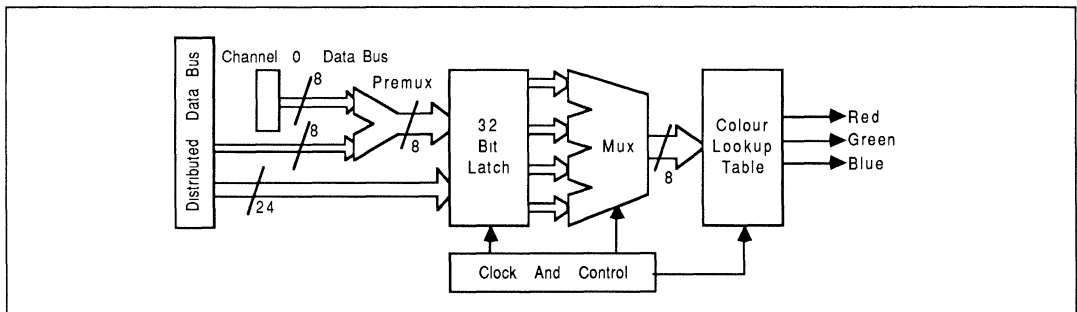 Distributed Data Bus
Channel 0 Data Bus
8
Premux
8
8
24
32
Bit
Latch
Mux
8
Colour
Lookup
Table
Red
Green
Blue
Clock And Control